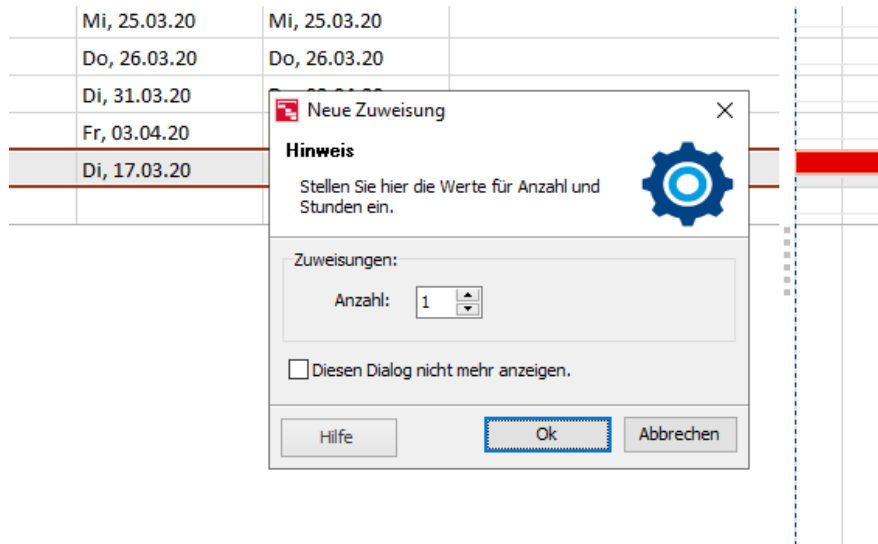 Mi, 25.03.20 Mi, 25.03.20
Do, 26.03.20 Do, 26.03.20
Di, 31.03.20
Neue Zuweisung
Fr, 03.04.20
Hinweis
Di, 17.03.20
Stellen Sie hier die Werte für Anzahl und
Stunden ein.
Zuweisungen:
Anzahl: 1
Diesen Dialog nicht mehr anzeigen.
Hilfe Ok Abbrechen